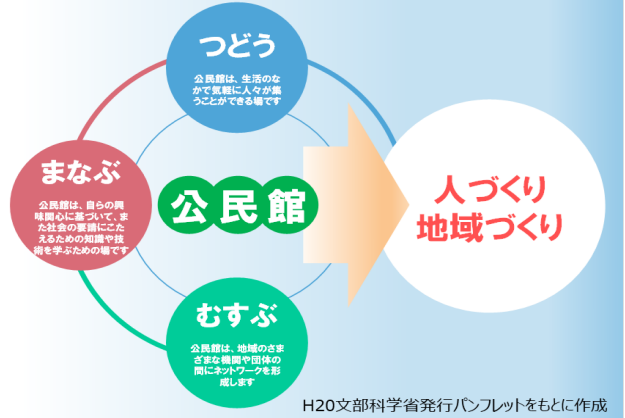 つどう
公民館は、生活のな
かで気軽に人々が集
うことができる場です
まなぶ
公民館は、自らの興
味関心に基づいて、ま
た社会の要請にこた
えるための知識や技
術を学ぶための場です
公民館
むすぶ
公民館は、地域のさま
ざまな機関や団体の
間にネットワークを形
成します
人づくり
地域づくり
H20文部科学省発行パンフレットをもとに作成